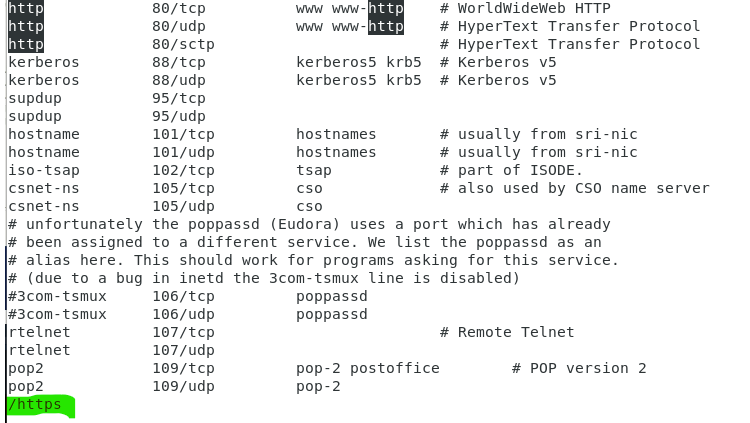 http            80/tcp          www www-http    # WorldWideWeb HTTP
http            80/udp          www www-http    # HyperText Transfer Protocol
http            80/sctp                         # HyperText Transfer Protocol
kerberos        88/tcp          kerberos5 krb5  # Kerberos v5
kerberos        88/udp          kerberos5 krb5  # Kerberos v5
supdup          95/tcp
supdup          95/udp
hostname        101/tcp         hostnames       # usually from sri-nic
hostname        101/udp         hostnames       # usually from sri-nic
iso-tsap        102/tcp         tsap            # part of ISODE.
csnet-ns        105/tcp         cso             # also used by CSO name server
csnet-ns        105/udp         cso
# unfortunately the poppassd (Eudora) uses a port which has already
# been assigned to a different service. We list the poppassd as an
# alias here. This should work for programs asking for this service.
# (due to a bug in inetd the 3com-tsmux line is disabled)
#3com-tsmux     106/tcp         poppassd
#3com-tsmux     106/udp         poppassd
rtelnet         107/tcp                         # Remote Telnet
rtelnet         107/udp
pop2            109/tcp         pop-2 postoffice        # POP version 2
pop2            109/udp         pop-2
/https